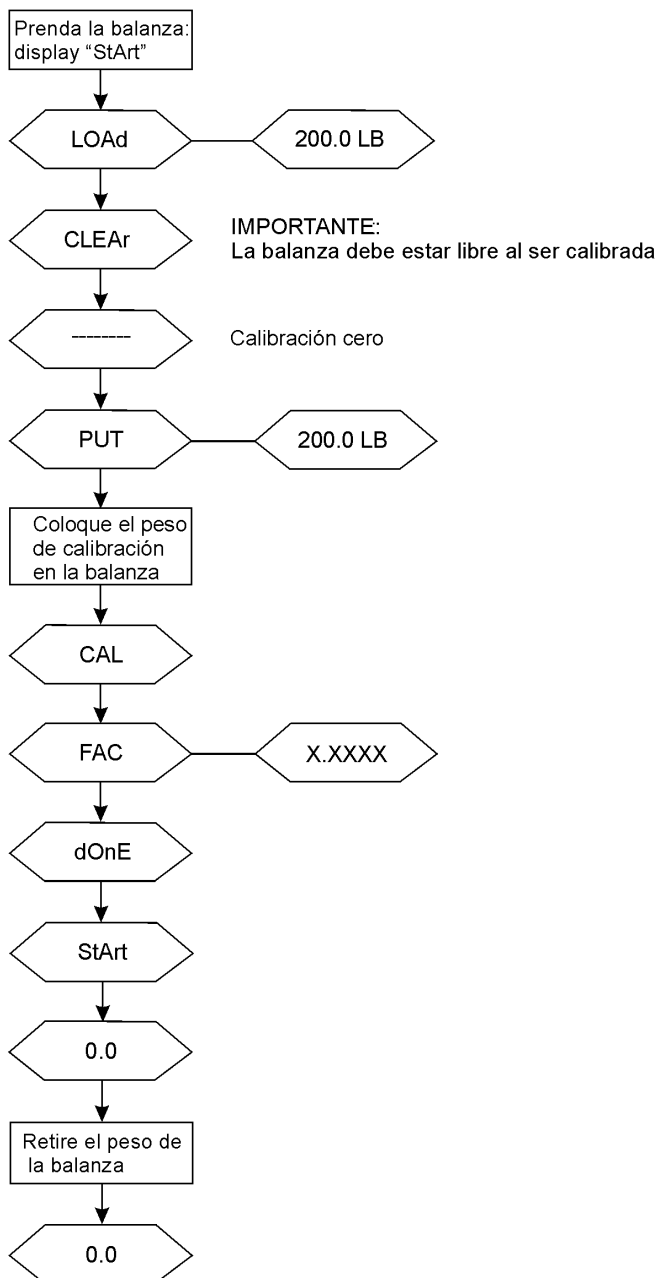 Prenda la balanza:
display “StArt”
LOAd
200.0 LB
CLEAr
IMPORTANTE:
La balanza debe estar libre al ser calibrada
--------
Calibración cero
PUT
200.0 LB
Coloque el peso
de calibración
en la balanza
CAL
FAC
X.XXXX
dOnE
StArt
0.0
Retire el peso de
la balanza
0.0